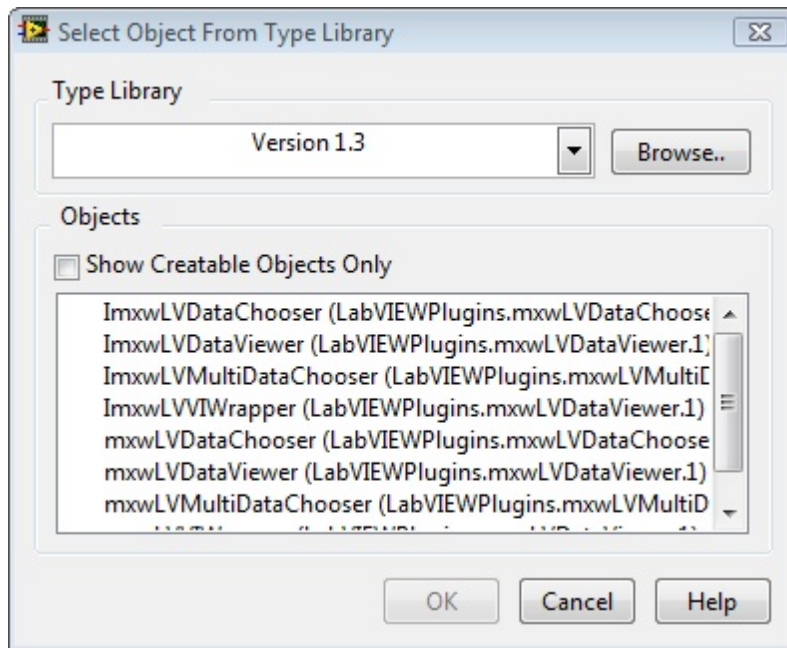 Select Object From Type Library
Type Library
Version 1.3
Browse..
Objects
Show Creatable Objects Only
ImxwLVDataChooser (LabVIEWPlugins.mxwLVDataChoose
ImxwLVDataViewer (LabVIEWPlugins.mxwLVDataViewer.1)
ImxwLVMultiDataChooser (LabVIEWPlugins.mxwLVMultiD
ImxwLVVIWrapper (LabVIEWPlugins.mxwLVDataViewer.1)
mxwLVDataChooser (LabVIEWPlugins.mxwLVDataChoose
mxwLVDataViewer (LabVIEWPlugins.mxwLVDataViewer.1)
mxwLVMultiDataChooser (LabVIEWPlugins.mxwLVMultiD
OK Cancel Help